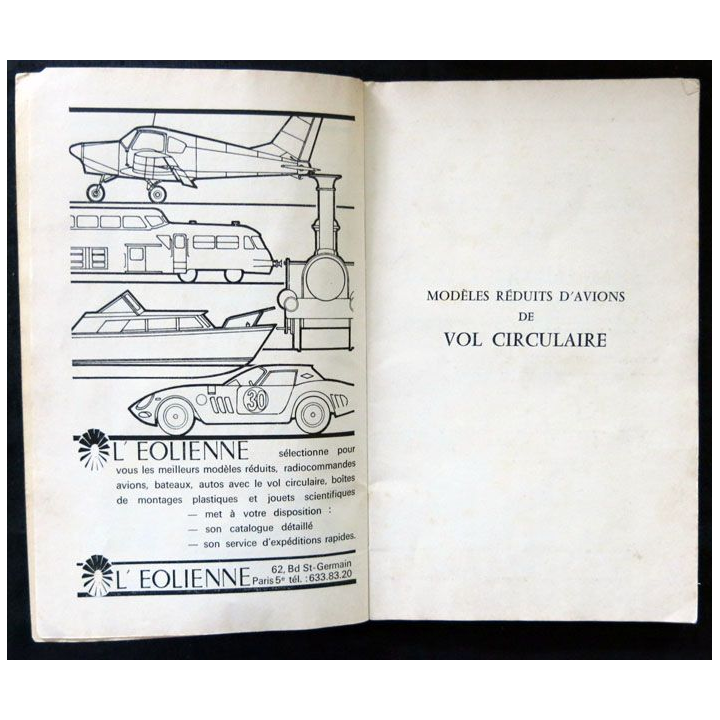 30
L'EOLIENNE sélectionne pour
vous les meilleurs modèles réduits, radiocommandes
avions, bateaux, autos avec le vol circulaire, boîtes
de montages plastiques et jouets scientifiques
— met à votre disposition :
— son catalogue détaillé
— son service d'expéditions rapides.
L'EOLIENNE 62, Bd St-Germain
Paris 5e tél. : 633.83.20
MODÈLES RÉDUITS D'AVIONS
DE
VOL CIRCULAIRE